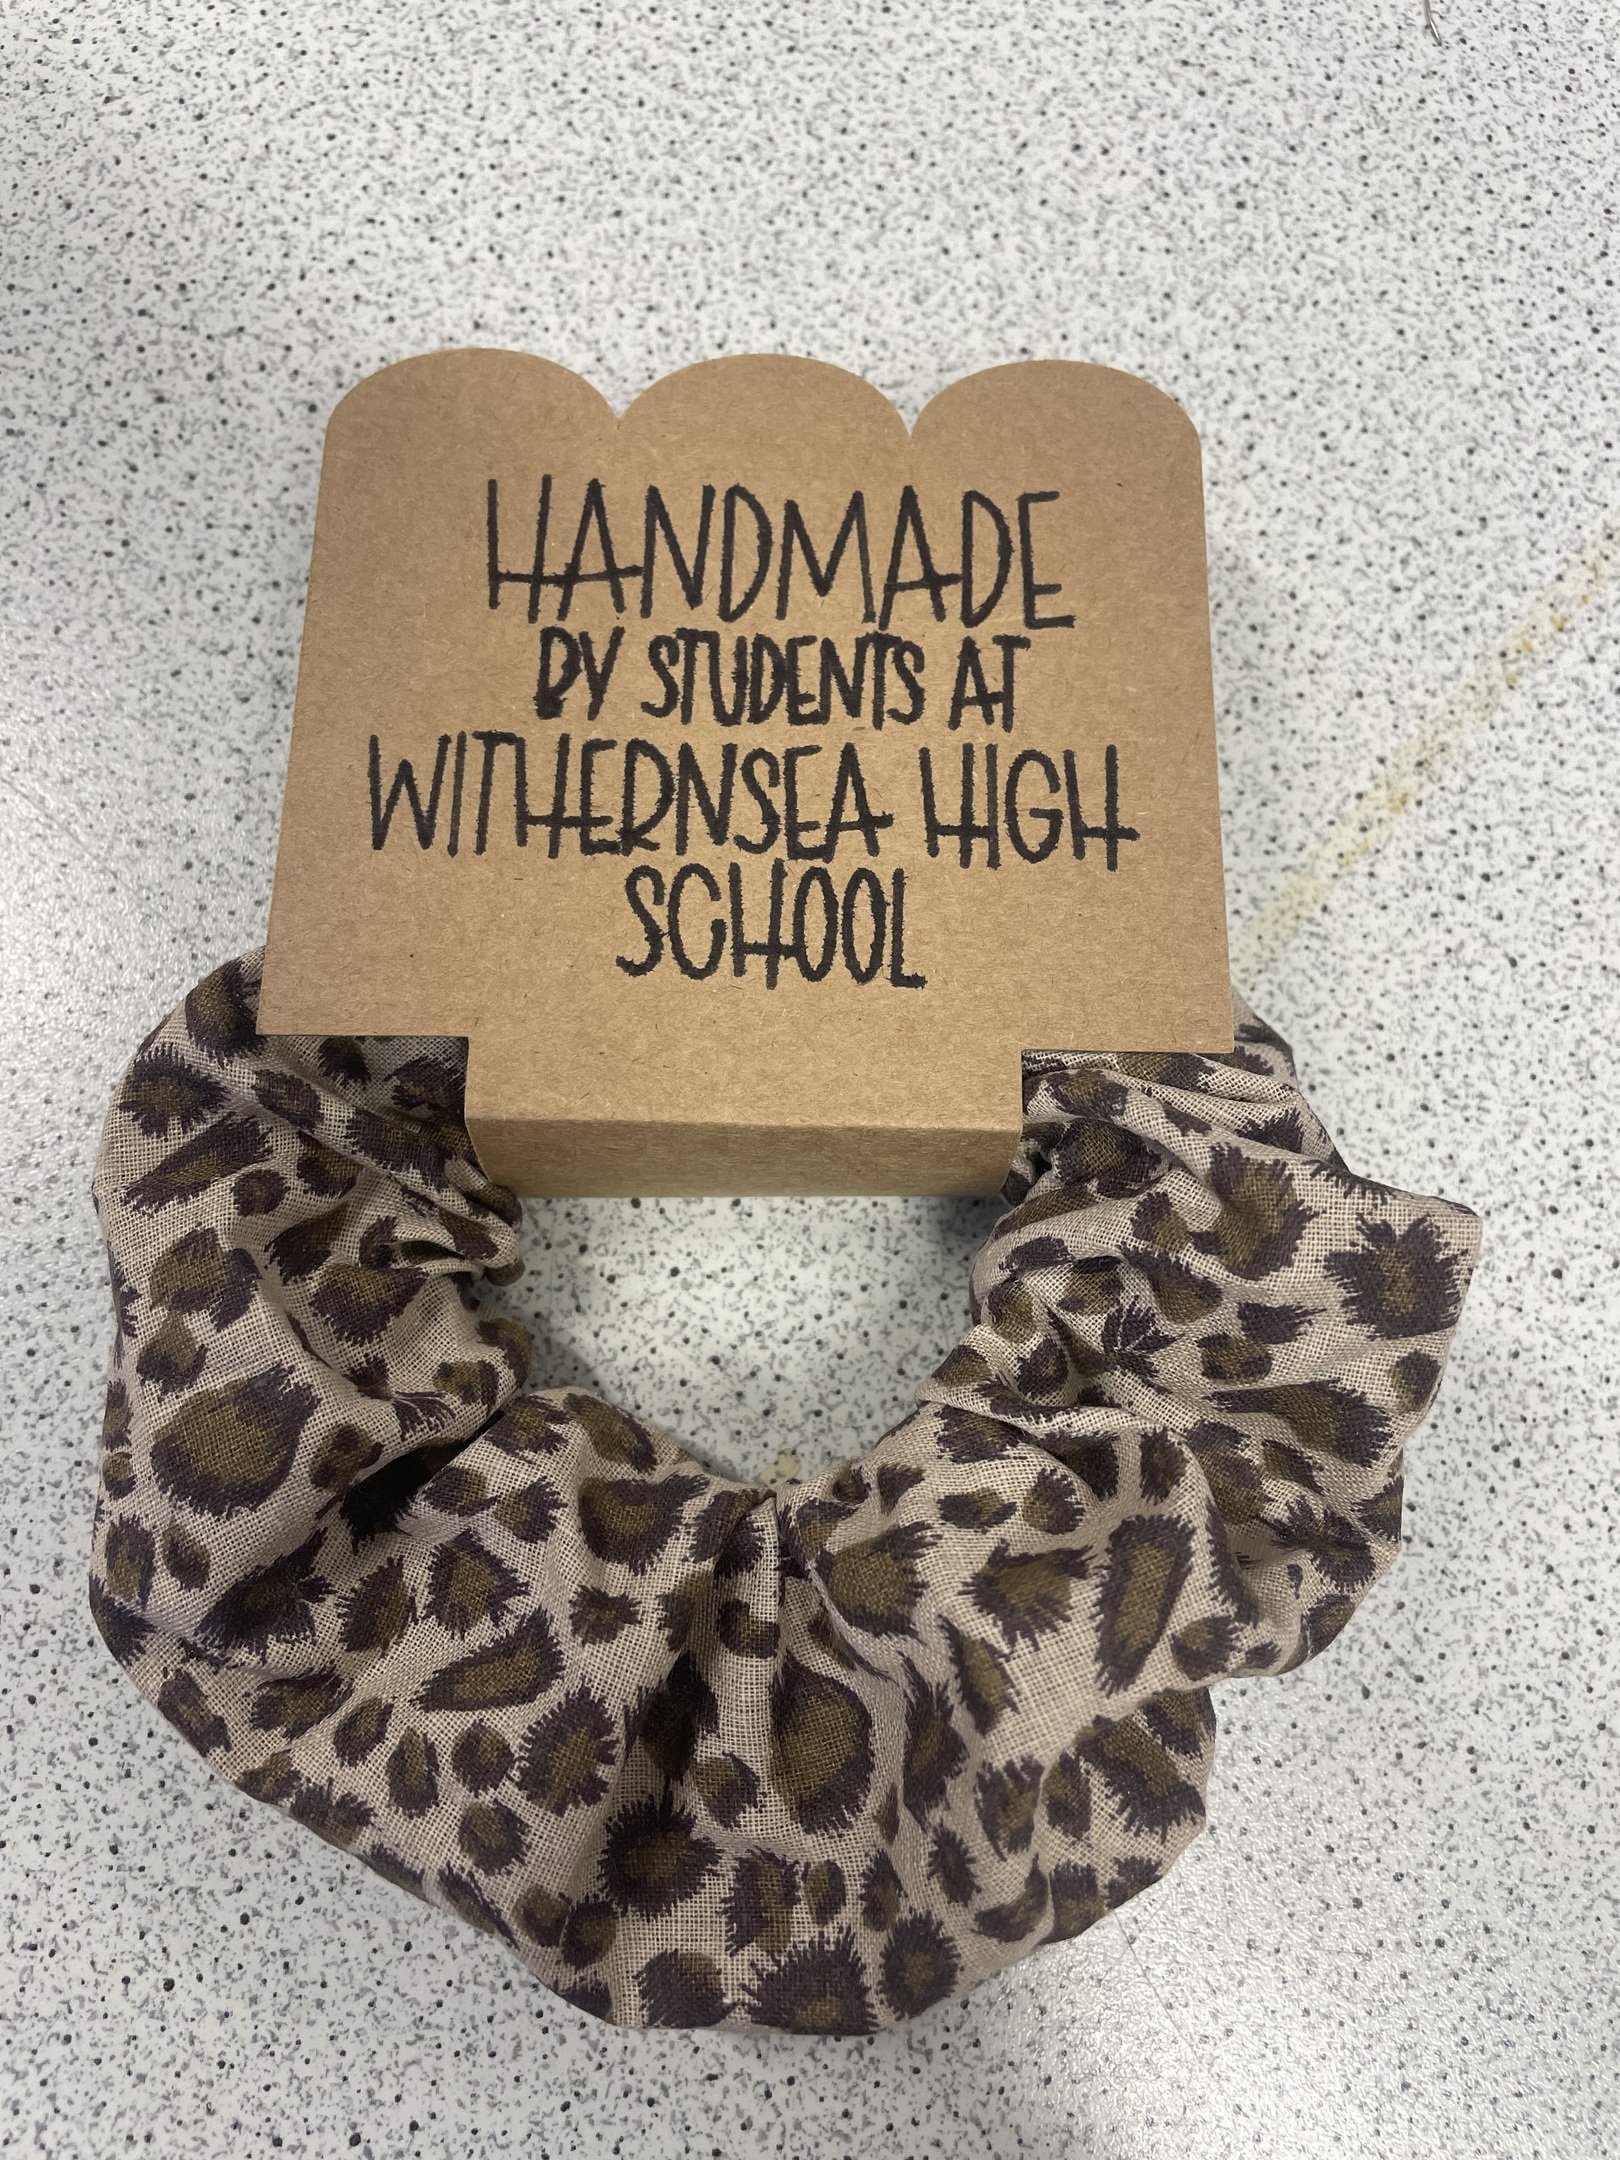 HANDMADE
BY STUDENTS AT
WITHERNSEA HIGH
SCHOOL